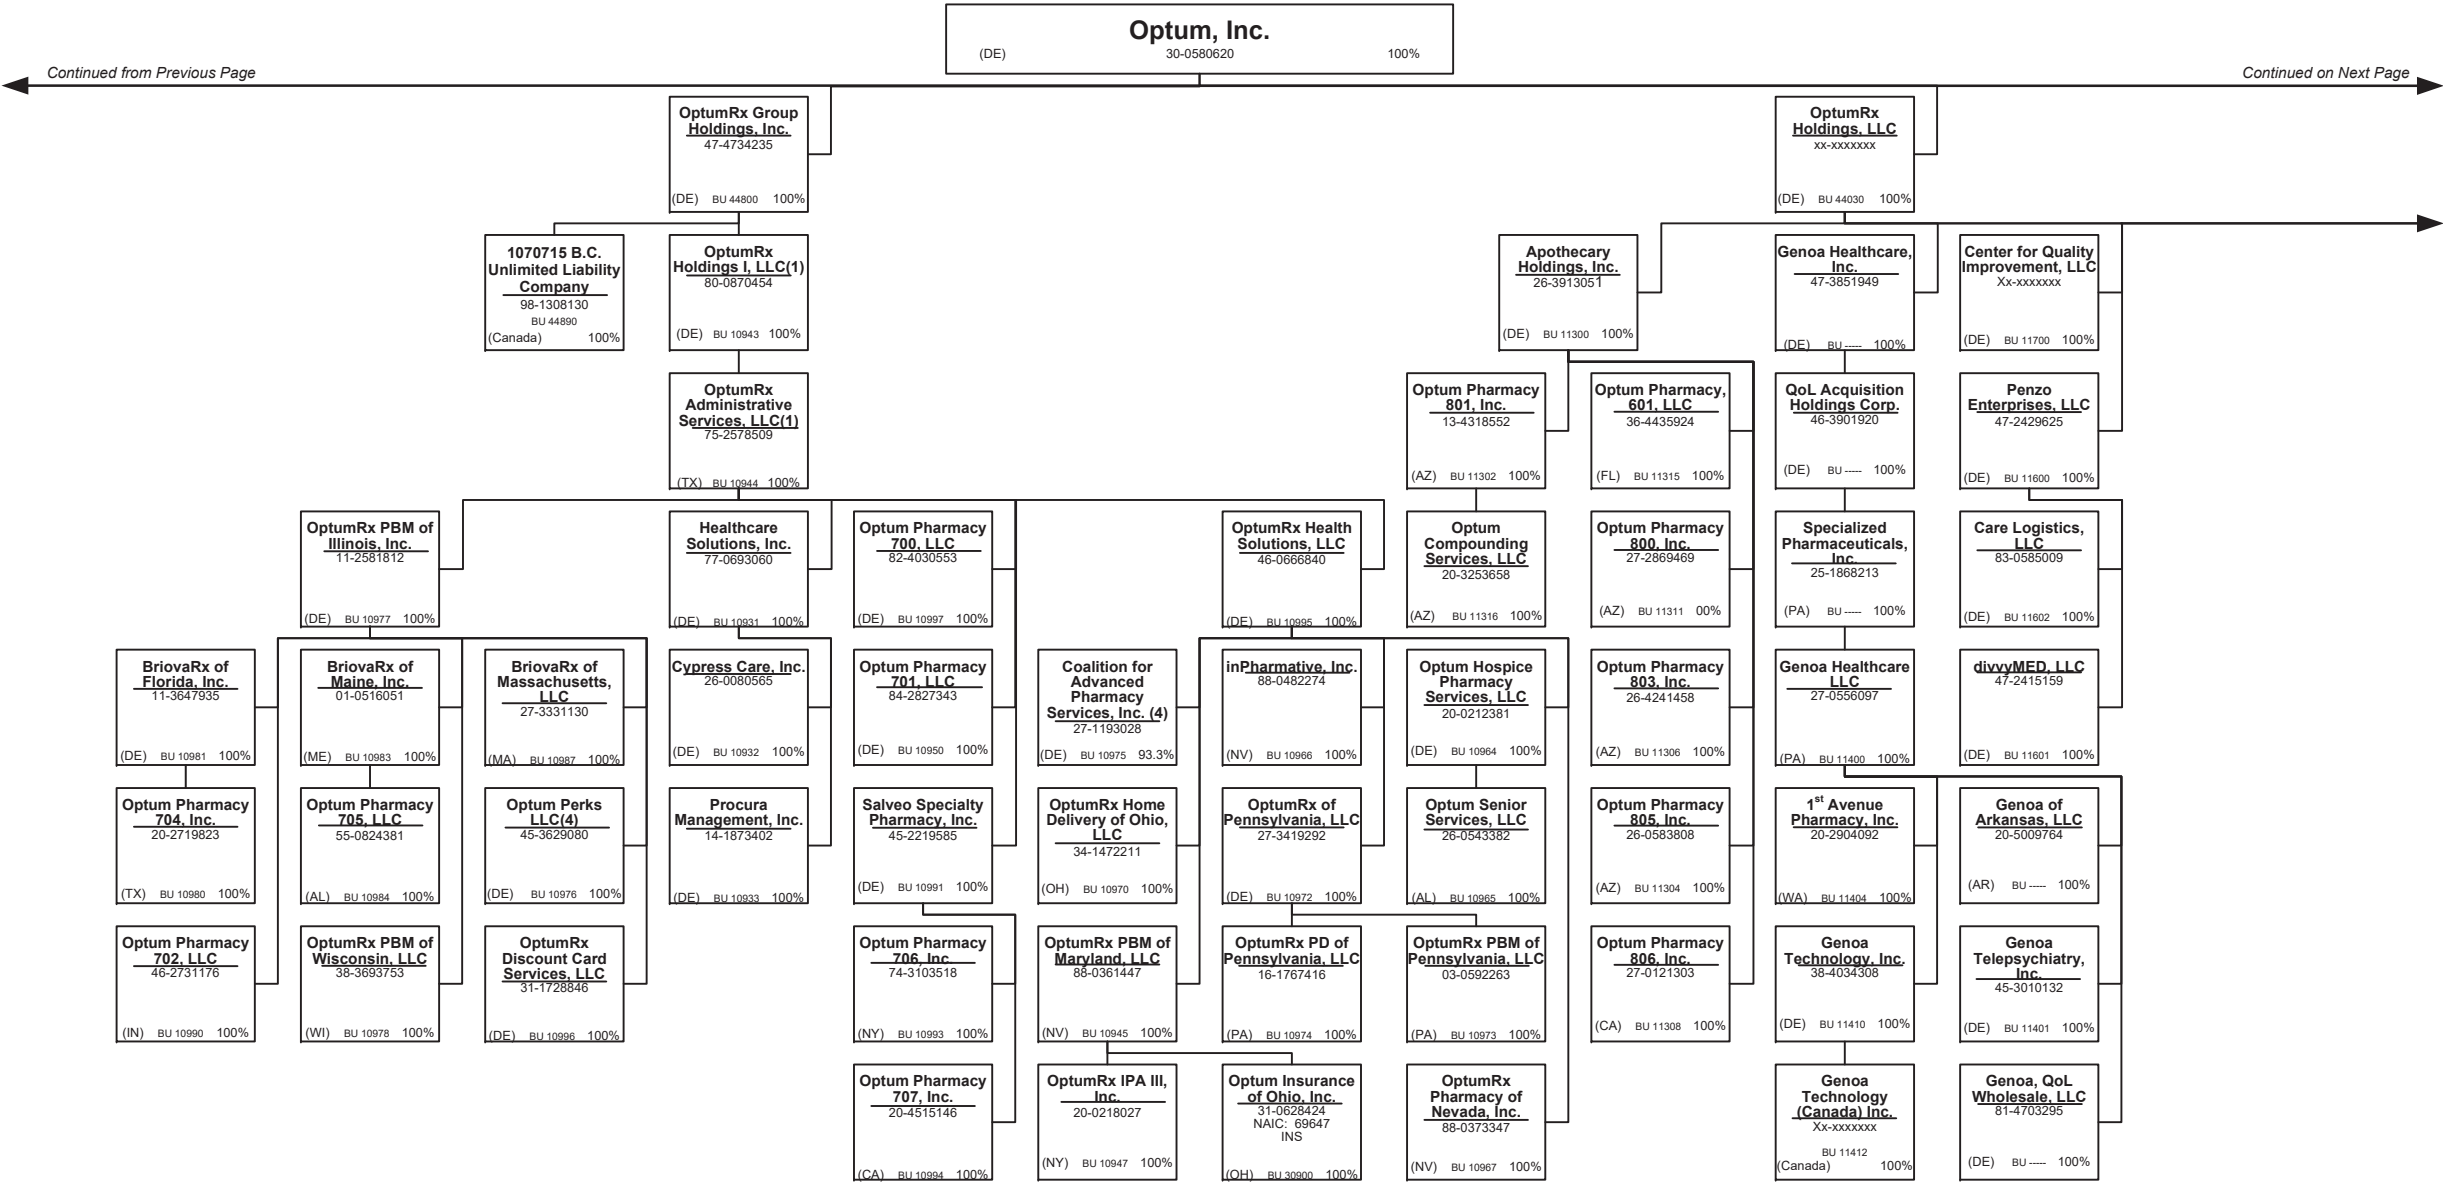 Optum, Inc.
(DE) 30-0580620 100%
Continued from Previous Page
Continued on Next Page
OptumRx Group
Holdings, Inc.
47-4734235
(DE) BU 44800 100%
OptumRx
Holdings, LLC
xx-xxxxxxx
(DE) BU 44030 100%
1070715 B.C.
Unlimited Liability
Company
98-1308130
BU 44890
(Canada) 100%
OptumRx
Holdings I, LLC(1)
80-0870454
(DE) BU 10943 100%
Apothecary
Holdings, Inc.
26-3913051
(DE) BU 11300 100%
Genoa Healthcare,
Inc.
47-3851949
(DE) BU ----- 100%
Center for Quality
Improvement, LLC
Xx-xxxxxxx
(DE) BU 11700 100%
OptumRx
Administrative
Services, LLC(1)
75-2578509
(TX) BU 10944 100%
Optum Pharmacy
801, Inc.
13-4318552
(AZ) BU 11302 100%
Optum Pharmacy,
601, LLC
36-4435924
(FL) BU 11315 100%
QoL Acquisition
Holdings Corp.
46-3901920
(DE) BU ----- 100%
Penzo
Enterprises, LLC
47-2429625
(DE) BU 11600 100%
OptumRx PBM of
Illinois, Inc.
11-2581812
(DE) BU 10977 100%
Healthcare
Solutions, Inc.
77-0693060
(DE) BU 10931 100%
Optum Pharmacy
700, LLC
82-4030553
(DE) BU 10997 100%
OptumRx Health
Solutions, LLC
46-0666840
(DE) BU 10995 100%
Optum
Compounding
Services, LLC
20-3253658
(AZ) BU 11316 100%
Optum Pharmacy
800, Inc.
27-2869469
(AZ) BU 11311 00%
Specialized
Pharmaceuticals,
Inc.
25-1868213
(PA) BU ----- 100%
Care Logistics,
LLC
83-0585009
(DE) BU 11602 100%
BriovaRx of
Florida, Inc.
11-3647935
(DE) BU 10981 100%
BriovaRx of
Maine, Inc.
01-0516051
(ME) BU 10983 100%
BriovaRx of
Massachusetts,
LLC
27-3331130
(MA) BU 10987 100%
Cypress Care, Inc.
26-0080565
(DE) BU 10932 100%
Optum Pharmacy
701, LLC
84-2827343
(DE) BU 10950 100%
Coalition for
Advanced
Pharmacy
Services, Inc. (4)
27-1193028
(DE) BU 10975 93.3%
inPharmative, Inc.
88-0482274
(NV) BU 10966 100%
Optum Hospice
Pharmacy
Services, LLC
20-0212381
(DE) BU 10964 100%
Optum Pharmacy
803, Inc.
26-4241458
(AZ) BU 11306 100%
Genoa Healthcare
LLC
27-0556097
(PA) BU 11400 100%
divvyMED, LLC
47-2415159
(DE) BU 11601 100%
Optum Pharmacy
704, Inc.
20-2719823
(TX) BU 10980 100%
Optum Pharmacy
705, LLC
55-0824381
(AL) BU 10984 100%
Optum Perks
LLC(4)
45-3629080
(DE) BU 10976 100%
Procura
Management, Inc.
14-1873402
(DE) BU 10933 100%
Salveo Specialty
Pharmacy, Inc.
45-2219585
(DE) BU 10991 100%
OptumRx Home
Delivery of Ohio,
LLC
34-1472211
(OH) BU 10970 100%
OptumRx of
Pennsylvania, LLC
27-3419292
(DE) BU 10972 100%
Optum Senior
Services, LLC
26-0543382
(AL) BU 10965 100%
Optum Pharmacy
805, Inc.
26-0583808
(AZ) BU 11304 100%
1st Avenue
Pharmacy, Inc.
20-2904092
(WA) BU 11404 100%
Genoa of
Arkansas, LLC
20-5009764
(AR) BU ----- 100%
Optum Pharmacy
702, LLC
46-2731176
(IN) BU 10990 100%
OptumRx PBM of
Wisconsin, LLC
38-3693753
(WI) BU 10978 100%
OptumRx
Discount Card
Services, LLC
31-1728846
(DE) BU 10996 100%
Optum Pharmacy
706, Inc.
74-3103518
(NY) BU 10993 100%
OptumRx PBM of
Maryland, LLC
88-0361447
(NV) BU 10945 100%
OptumRx PD of
Pennsylvania, LLC
16-1767416
(PA) BU 10974 100%
OptumRx PBM of
Pennsylvania, LLC
03-0592263
(PA) BU 10973 100%
Optum Pharmacy
806, Inc.
27-0121303
(CA) BU 11308 100%
Genoa
Technology, Inc.
38-4034308
(DE) BU 11410 100%
Genoa
Telepsychiatry,
Inc.
45-3010132
(DE) BU 11401 100%
Optum Pharmacy
707, Inc.
20-4515146
(CA) BU 10994 100%
OptumRx IPA III,
Inc.
20-0218027
(NY) BU 10947 100%
Optum Insurance
of Ohio, Inc.
31-0628424
NAIC: 69647
INS
(OH) BU 30900 100%
OptumRx
Pharmacy of
Nevada, Inc.
88-0373347
(NV) BU 10967 100%
Genoa
Technology
(Canada) Inc.
Xx-xxxxxxx
BU 11412
(Canada) 100%
Genoa, QoL
Wholesale, LLC
81-4703295
(DE) BU ----- 100%